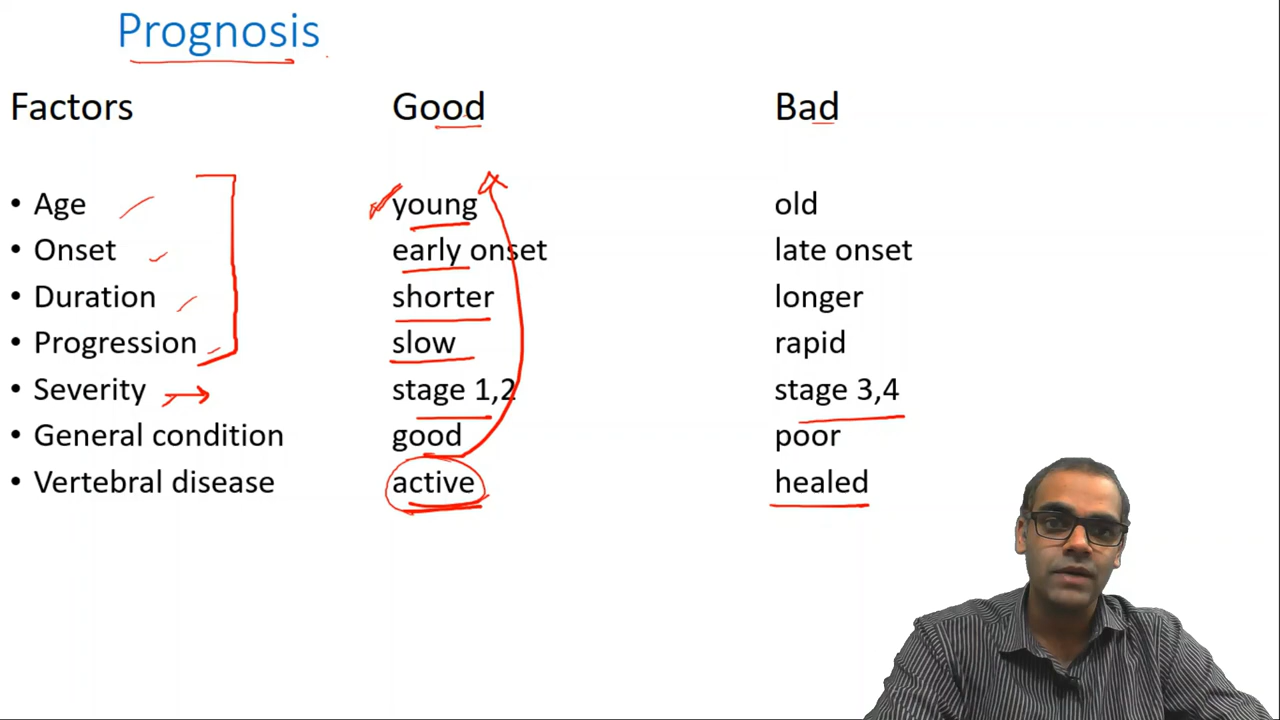 Prognosis
Factors Good Bad
• Age young old
• Onset early onset late onset
• Duration shorter longer
• Progression slow rapid
• Severity stage 1,2 stage 3,4
• General condition good poor
• Vertebral disease active healed